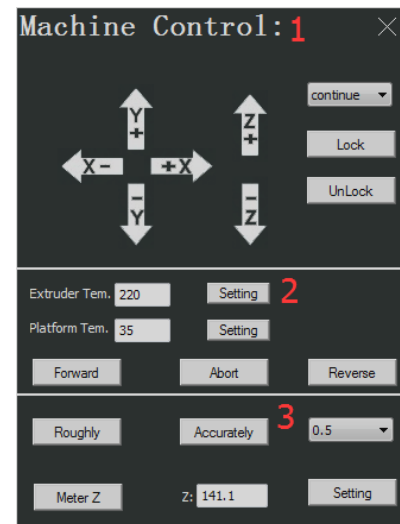 Machine Control:1
Y+
Z+
continue
X-
+X
Lock
-Y
-Z
UnLock
Extruder Tem. 220 Setting 2
Platform Tem. 35 Setting
Forward Abort Reverse
Roughly Accurately 3 0.5
Meter Z Z: 141.1 Setting